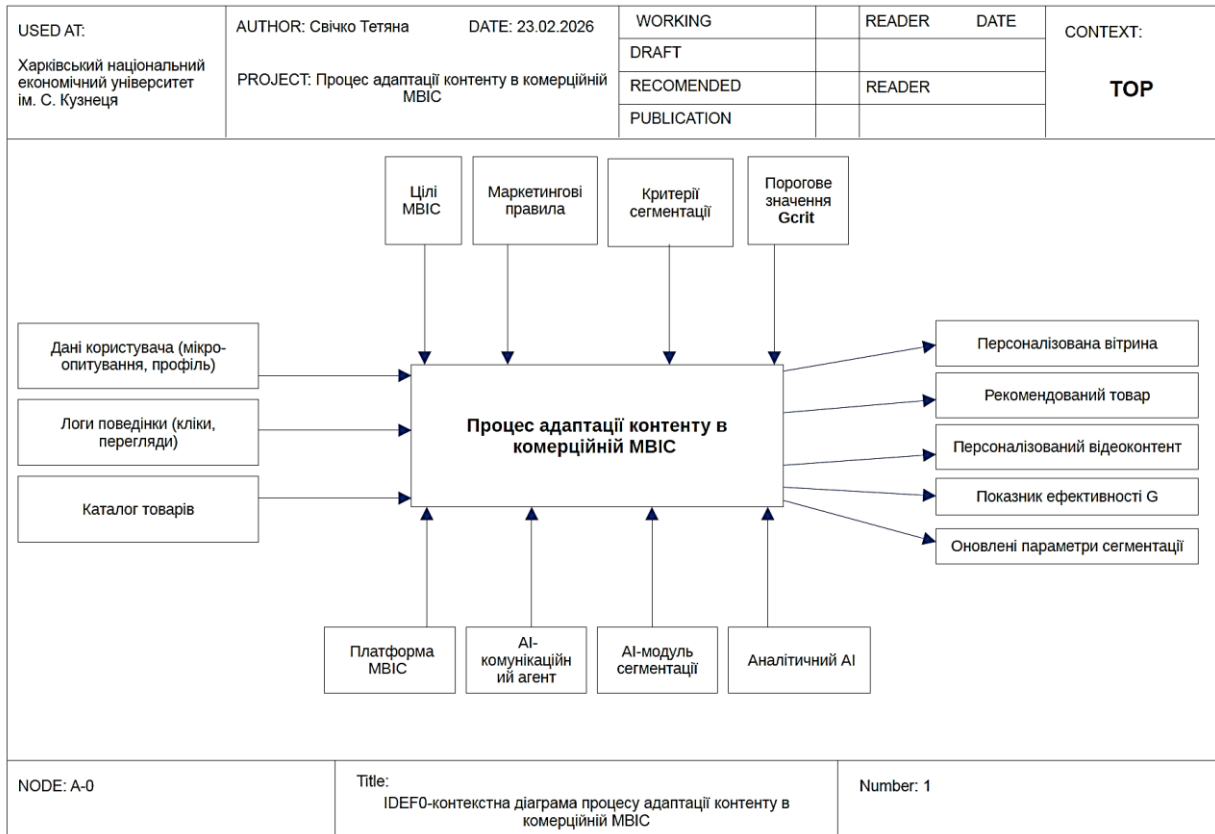 USED AT:
Харківський національний
економічний університет
ім. С. Кузнеця
AUTHOR: Свічко Тетяна DATE: 23.02.2026
PROJECT: Процес адаптації контенту в комерційній
МВІС
WORKING
DRAFT
RECOMENDED
PUBLICATION
READER DATE
READER
CONTEXT:
TOP
Цілі
МВІС
Маркетингові
правила
Критерії
сегментації
Порогове
значення
Gcrit
Дані користувача (мікро-
опитування, профіль)
Логи поведінки (кліки,
перегляди)
Каталог товарів
Процес адаптації контенту в
комерційній МВІС
Персоналізована вітрина
Рекомендований товар
Персоналізований відеоконтент
Показник ефективності G
Оновлені параметри сегментації
Платформа
МВІС
AI-
комунікаційн
ий агент
AI-модуль
сегментації
Аналітичний AI
NODE: A-0
Title:
IDEF0-контекстна діаграма процесу адаптації контенту в
комерційній МВІС
Number: 1